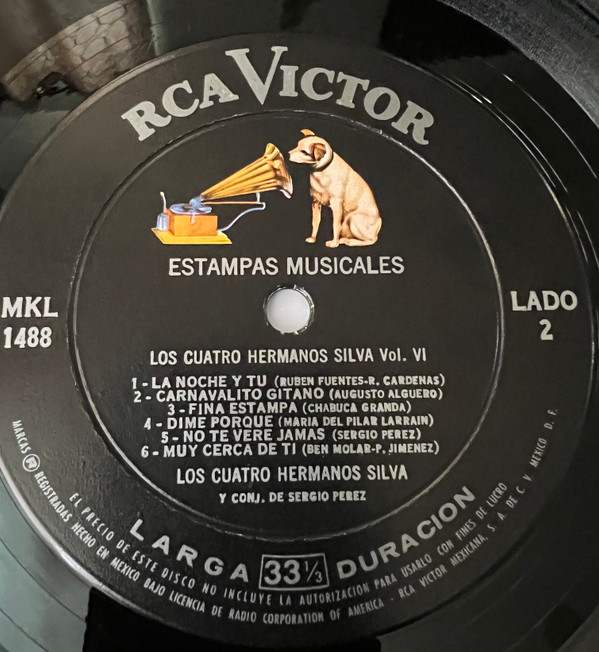 RCA VICTOR
ESTAMPAS MUSICALES
MKL
1488
LADO
2
LOS CUATRO HERMANOS SILVA Vol. VI
1 - LA NOCHE Y TU (RUBEN FUENTES-R. CARDENAS)
2 - CARNAVALITO GITANO (AUGUSTO ALGUERO)
3 - FINA ESTAMPA (CHABUCA GRANDA)
4 - DIME PORQUE (MARIA DEL PILAR LARRAIN)
5 - NO TE VERE JAMAS (SERGIO PEREZ)
6 - MUY CERCA DE TI (BEN MOLAR-P. JIMENEZ)
LOS CUATRO HERMANOS SILVA
Y CONJ. DE SERGIO PEREZ
LARGA 33 1/3 DURACION
EL PRECIO DE ESTE DISCO NO INCLUYE LA AUTORIZACION PARA USARLO CON FINES DE LUCRO
MARCAS ® REGISTRADAS HECHO EN MEXICO BAJO LICENCIA DE RADIO CORPORATION OF AMERICA - RCA VICTOR MEXICANA, S. A. DE C. V. MEXICO D. F.